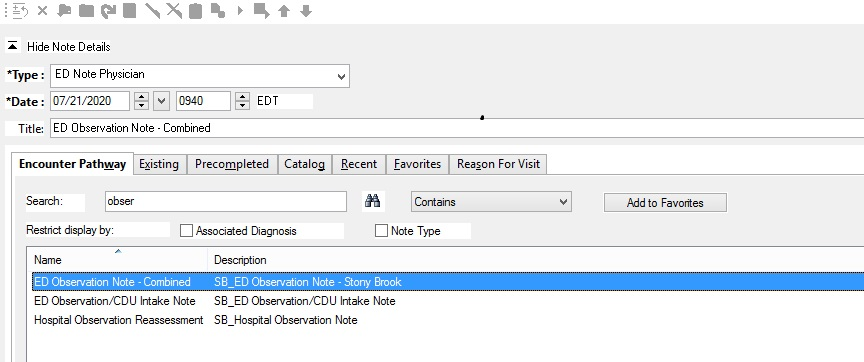 Hide Note Details
*Type : ED Note Physician
*Date : 07/21/2020 0940 EDT
Title: ED Observation Note - Combined
Encounter Pathway Existing Precompleted Catalog Recent Favorites Reason For Visit
Search: obser Contains Add to Favorites
Restrict display by: Associated Diagnosis Note Type
Name Description
ED Observation Note - Combined SB_ED Observation Note - Stony Brook
ED Observation/CDU Intake Note SB_ED Observation/CDU Intake Note
Hospital Observation Reassessment SB_Hospital Observation Note